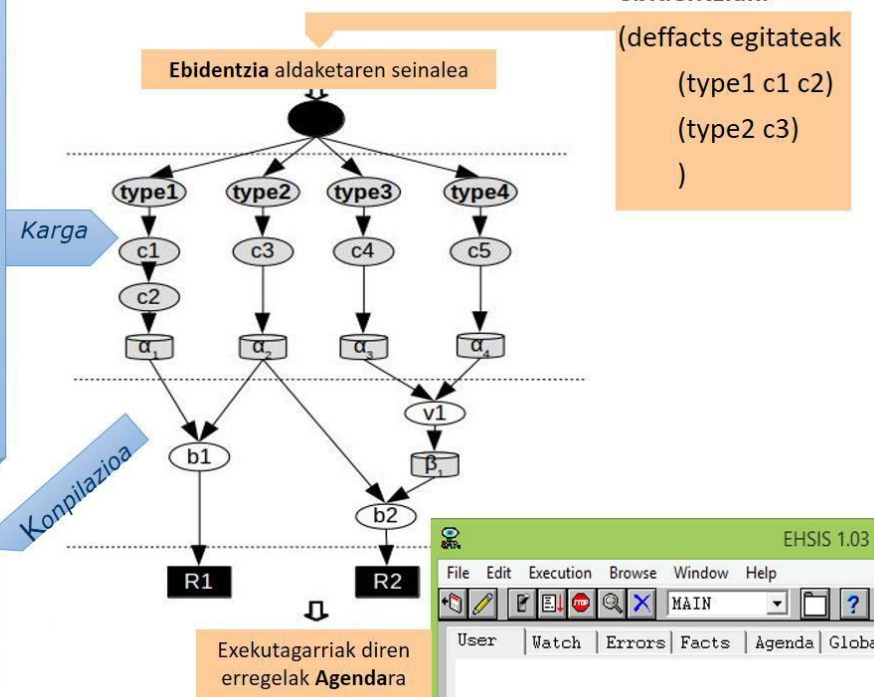 Ebidentzia aldaketaren seinalea
(deffacts egitateak
(type1 c1 c2)
(type2 c3)
)
type1 type2 type3 type4
Karga
c1 c3 c4 c5
c2
α1 α2 α3 α4
v1
b1
β1
Konpilazioa
b2
R1 R2
EHSIS 1.03
File Edit Execution Browse Window Help
MAIN
User Watch Errors Facts Agenda Globa
Exekutagarriak diren
erregelak Agendara